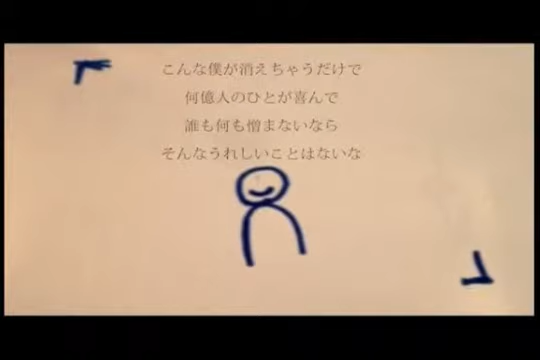 こんな僕が消えちゃうだけで
何億人のひとが喜んで
誰も何も憎まないなら
そんなうれしいことはないな